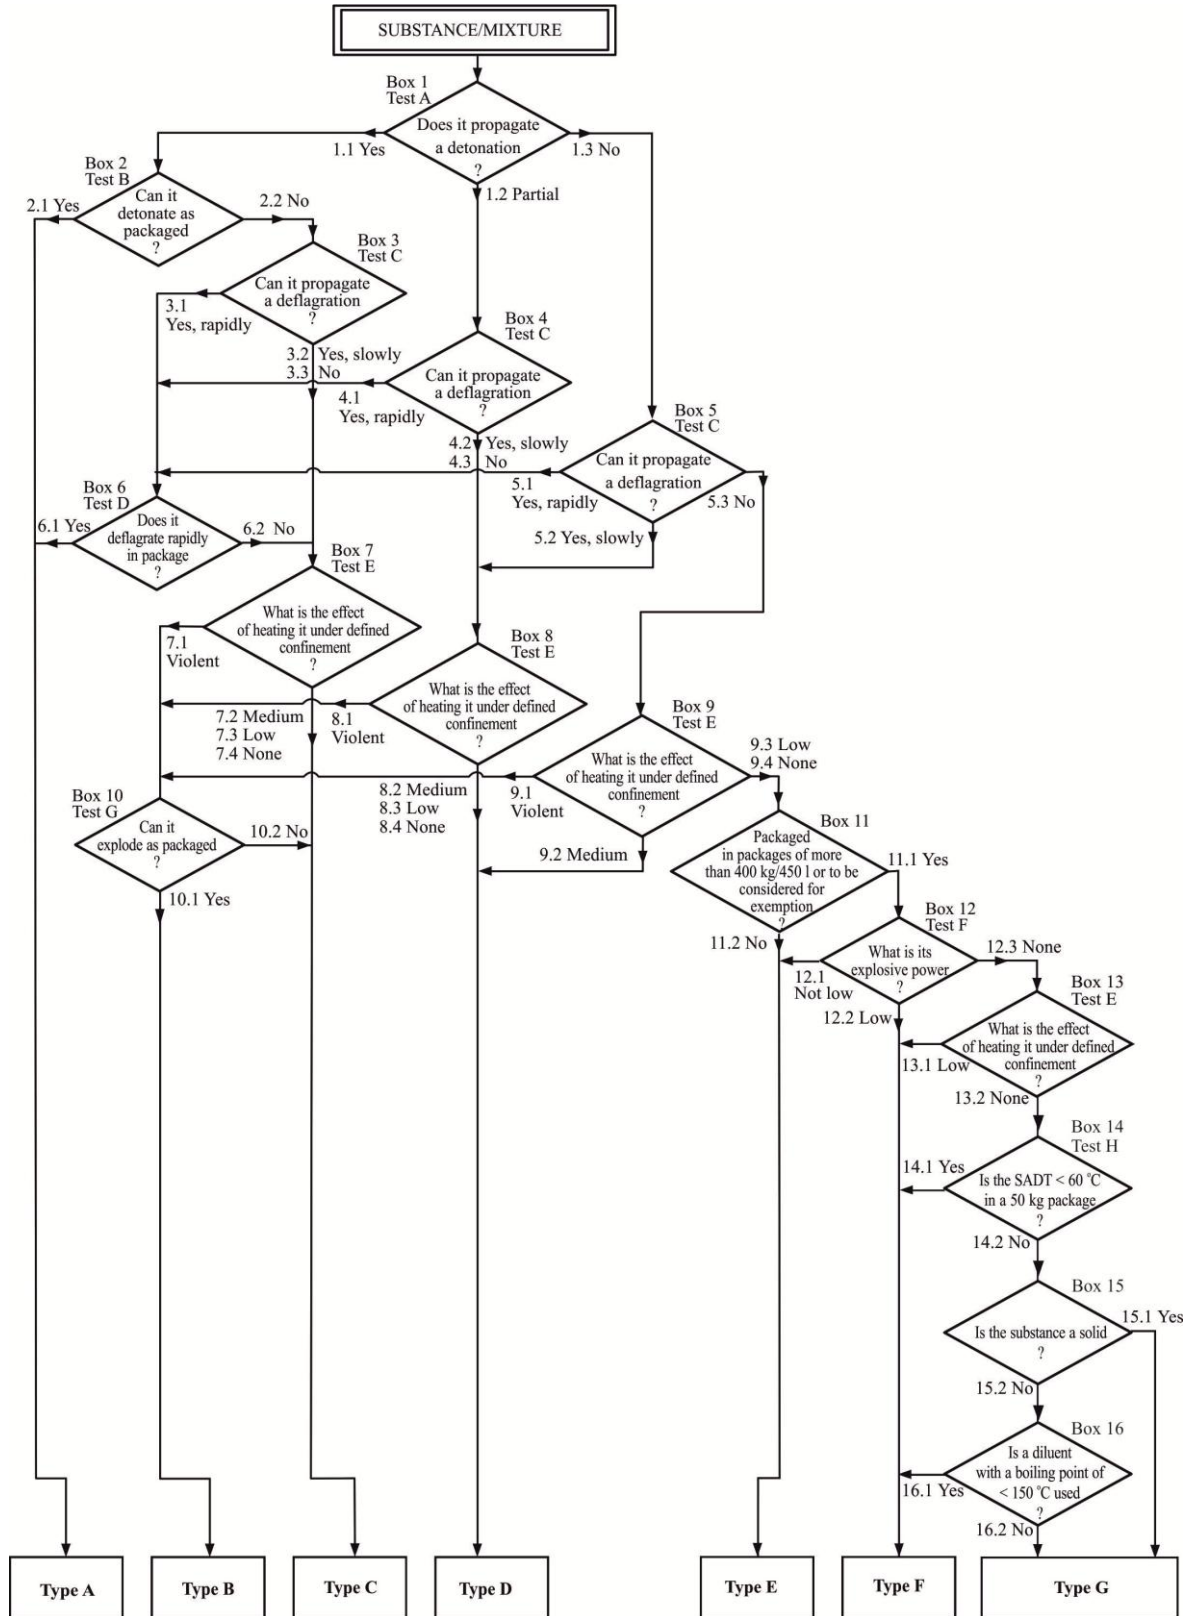 SUBSTANCE/MIXTURE
Box 1
Test A
Does it propagate
a detonation
?
1.1 Yes
1.3 No
1.2 Partial
Box 2
Test B
Can it
detonate as
packaged
?
2.1 Yes
2.2 No
Box 3
Test C
Can it propagate
a deflagration
?
3.1
Yes, rapidly
3.2 Yes, slowly
3.3 No
Box 4
Test C
Can it propagate
a deflagration
?
4.1
Yes, rapidly
4.2 Yes, slowly
4.3 No
Box 5
Test C
Can it propagate
a deflagration
?
5.1
Yes, rapidly
5.3 No
5.2 Yes, slowly
Box 6
Test D
Does it
deflagrate rapidly
in package
?
6.1 Yes
6.2 No
Box 7
Test E
What is the effect
of heating it under defined
confinement
?
7.1
Violent
7.2 Medium
7.3 Low
7.4 None
Box 8
Test E
What is the effect
of heating it under defined
confinement
?
8.1
Violent
8.2 Medium
8.3 Low
8.4 None
Box 9
Test E
What is the effect
of heating it under defined
confinement
?
9.1
Violent
9.3 Low
9.4 None
9.2 Medium
Box 10
Test G
Can it
explode as packaged
?
10.2 No
10.1 Yes
Box 11
Packaged
in packages of more
than 400 kg/450 l or to be
considered for
exemption
?
11.1 Yes
11.2 No
Box 12
Test F
What is its
explosive power
?
12.1
Not low
12.3 None
12.2 Low
Box 13
Test E
What is the effect
of heating it under defined
confinement
?
13.1 Low
13.2 None
Box 14
Test H
Is the SADT < 60 °C
in a 50 kg package
?
14.1 Yes
14.2 No
Box 15
Is the substance a solid
?
15.1 Yes
15.2 No
Box 16
Is a diluent
with a boiling point of
< 150 °C used
?
16.1 Yes
16.2 No
Type A
Type B
Type C
Type D
Type E
Type F
Type G